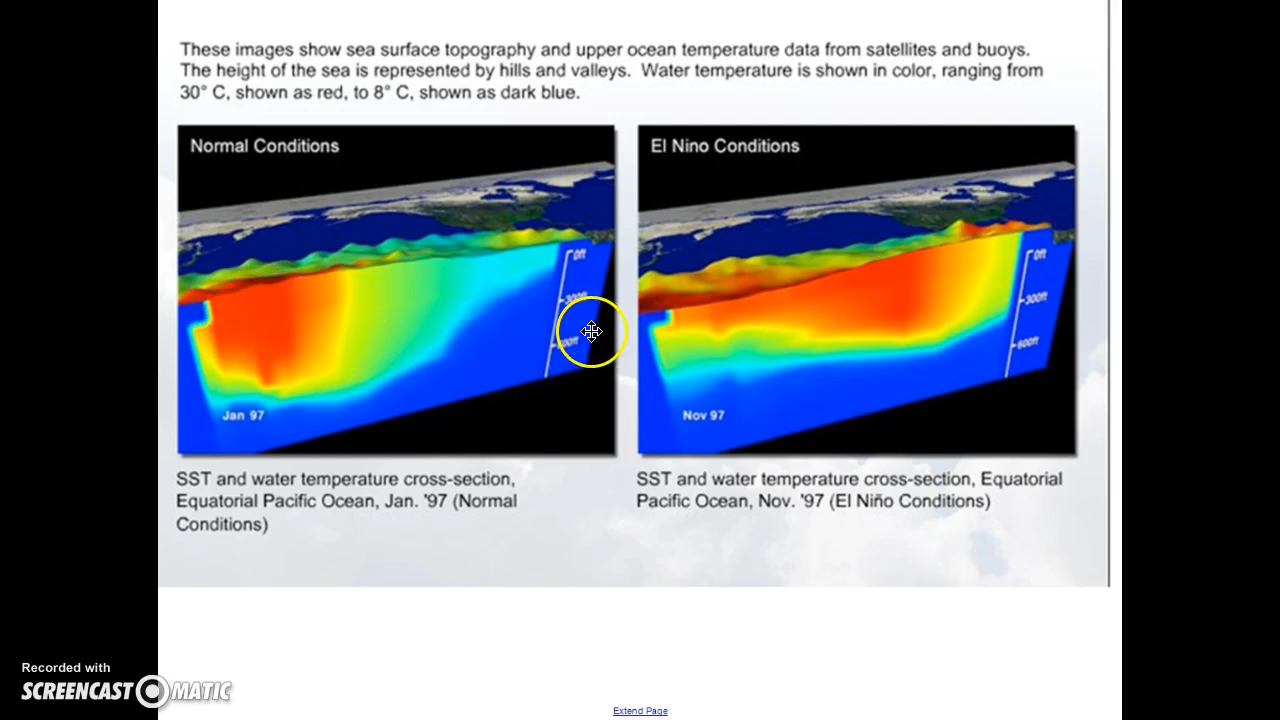 These images show sea surface topography and upper ocean temperature data from satellites and buoys.
The height of the sea is represented by hills and valleys.  Water temperature is shown in color, ranging from
30° C, shown as red, to 8° C, shown as dark blue.
Normal Conditions
0ft
300ft
600ft
Jan 97
El Nino Conditions
0ft
300ft
600ft
Nov 97
SST and water temperature cross-section,
Equatorial Pacific Ocean, Jan. '97 (Normal
Conditions)
SST and water temperature cross-section, Equatorial
Pacific Ocean, Nov. '97 (El Niño Conditions)
Recorded with
SCREENCAST O MATIC
Extend Page